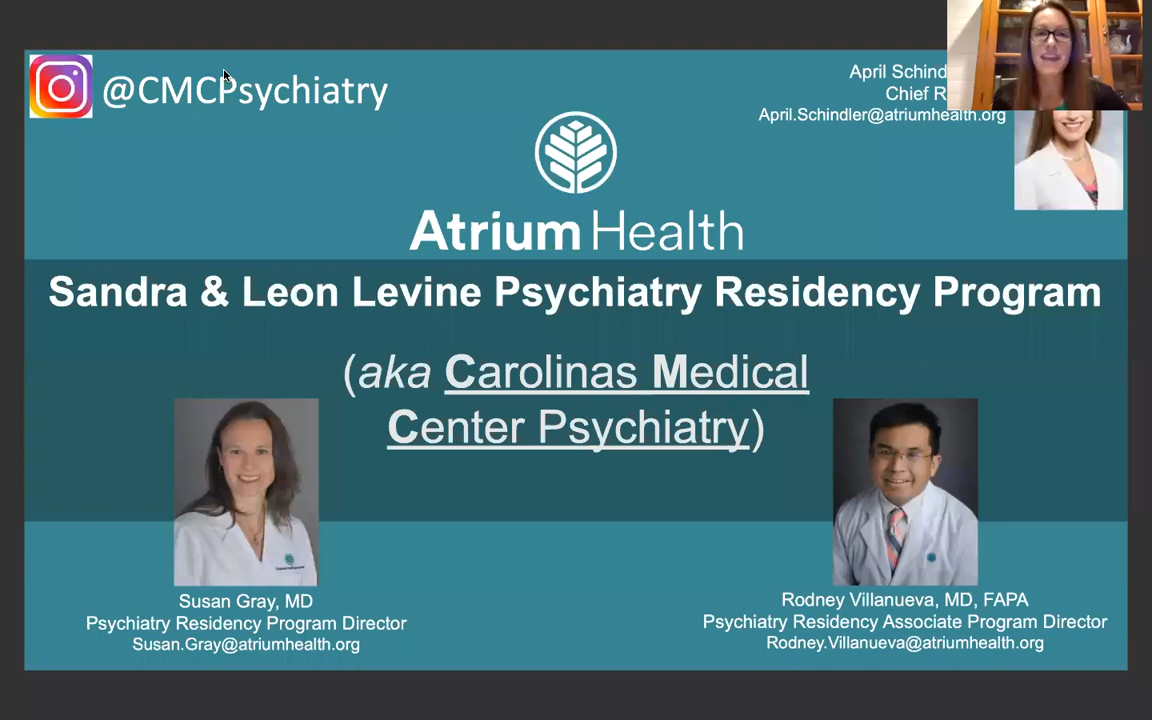 @CMCPsychiatry
April Schind
Chief R
April.Schindler@atriumhealth.org
Atrium Health
Sandra & Leon Levine Psychiatry Residency Program
(aka Carolinas Medical
Center Psychiatry)
Susan Gray, MD
Psychiatry Residency Program Director
Susan.Gray@atriumhealth.org
Rodney Villanueva, MD, FAPA
Psychiatry Residency Associate Program Director
Rodney.Villanueva@atriumhealth.org